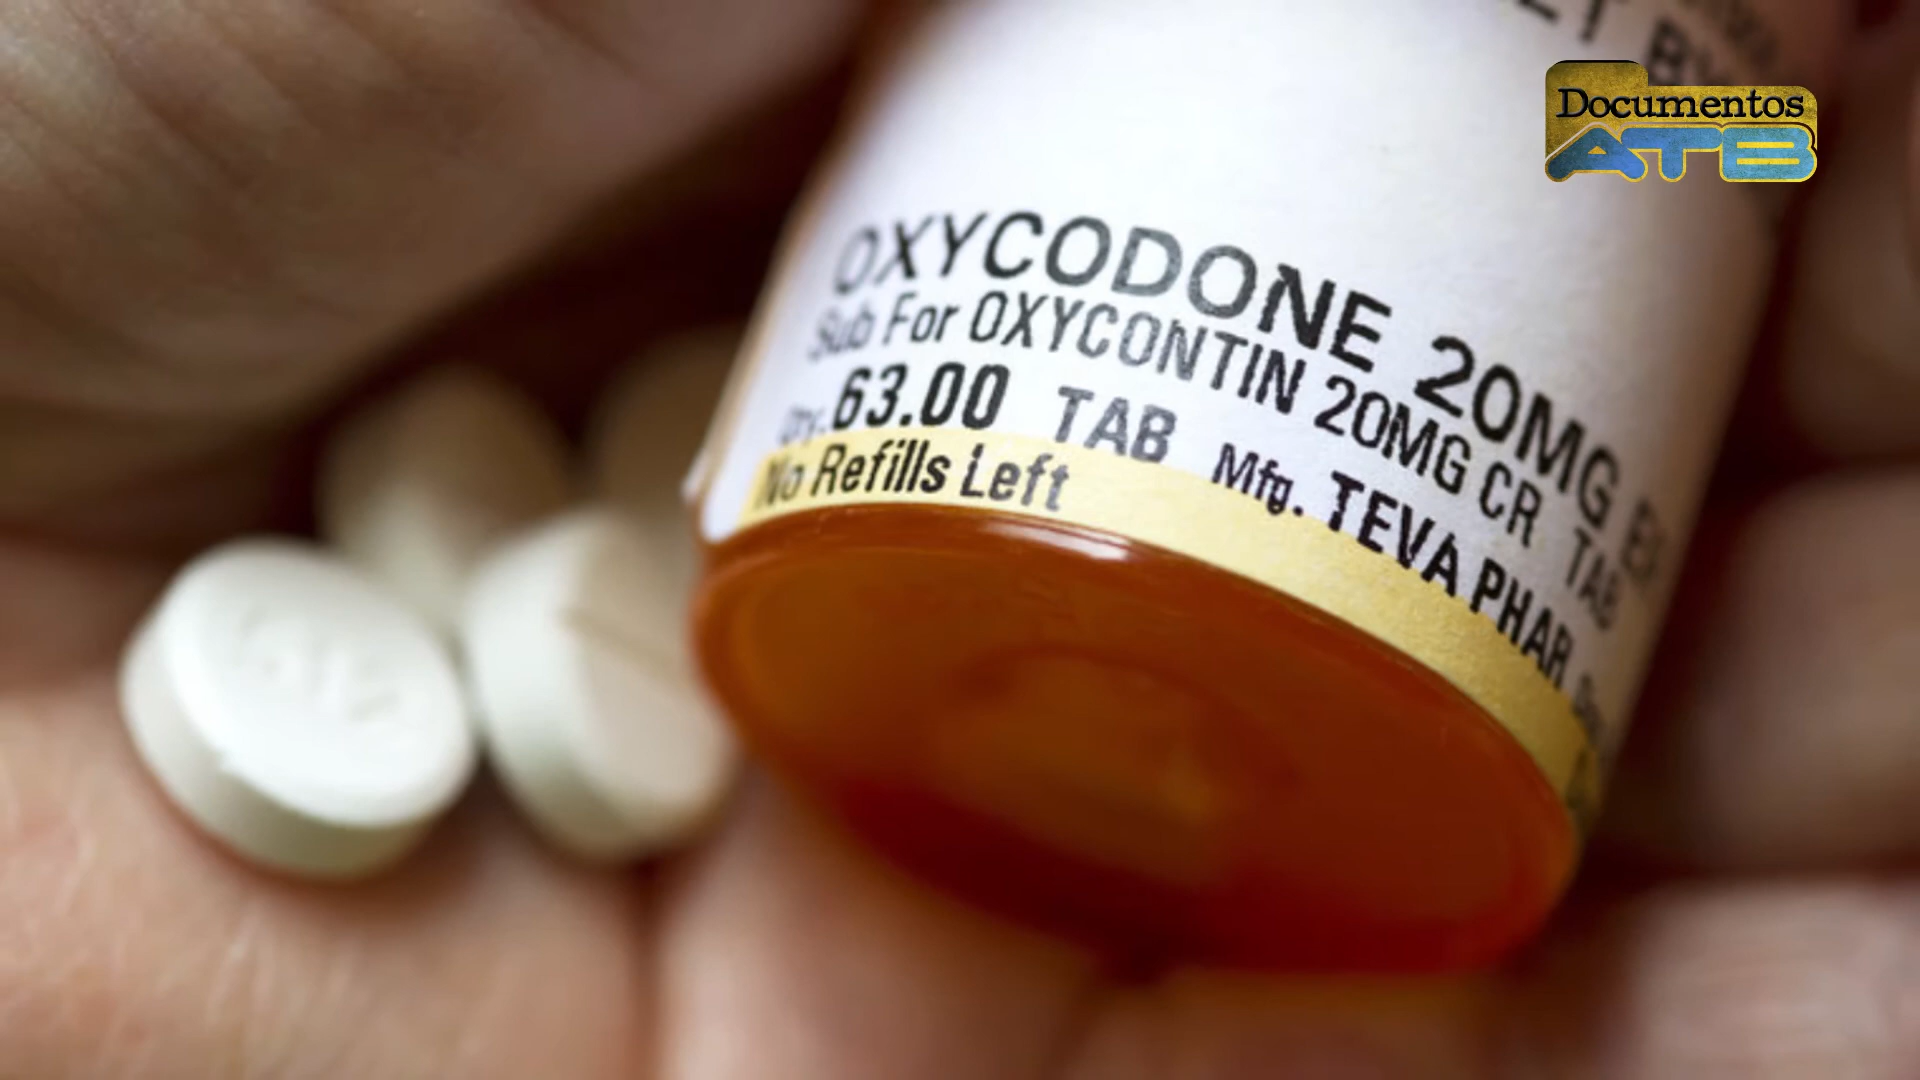 Documentos
ATB
OXYCODONE 20MG
Sub For OXYCONTIN 20MG CR TAB
Qty. 63.00 TAB Mfg. TEVA PHAR
No Refills Left